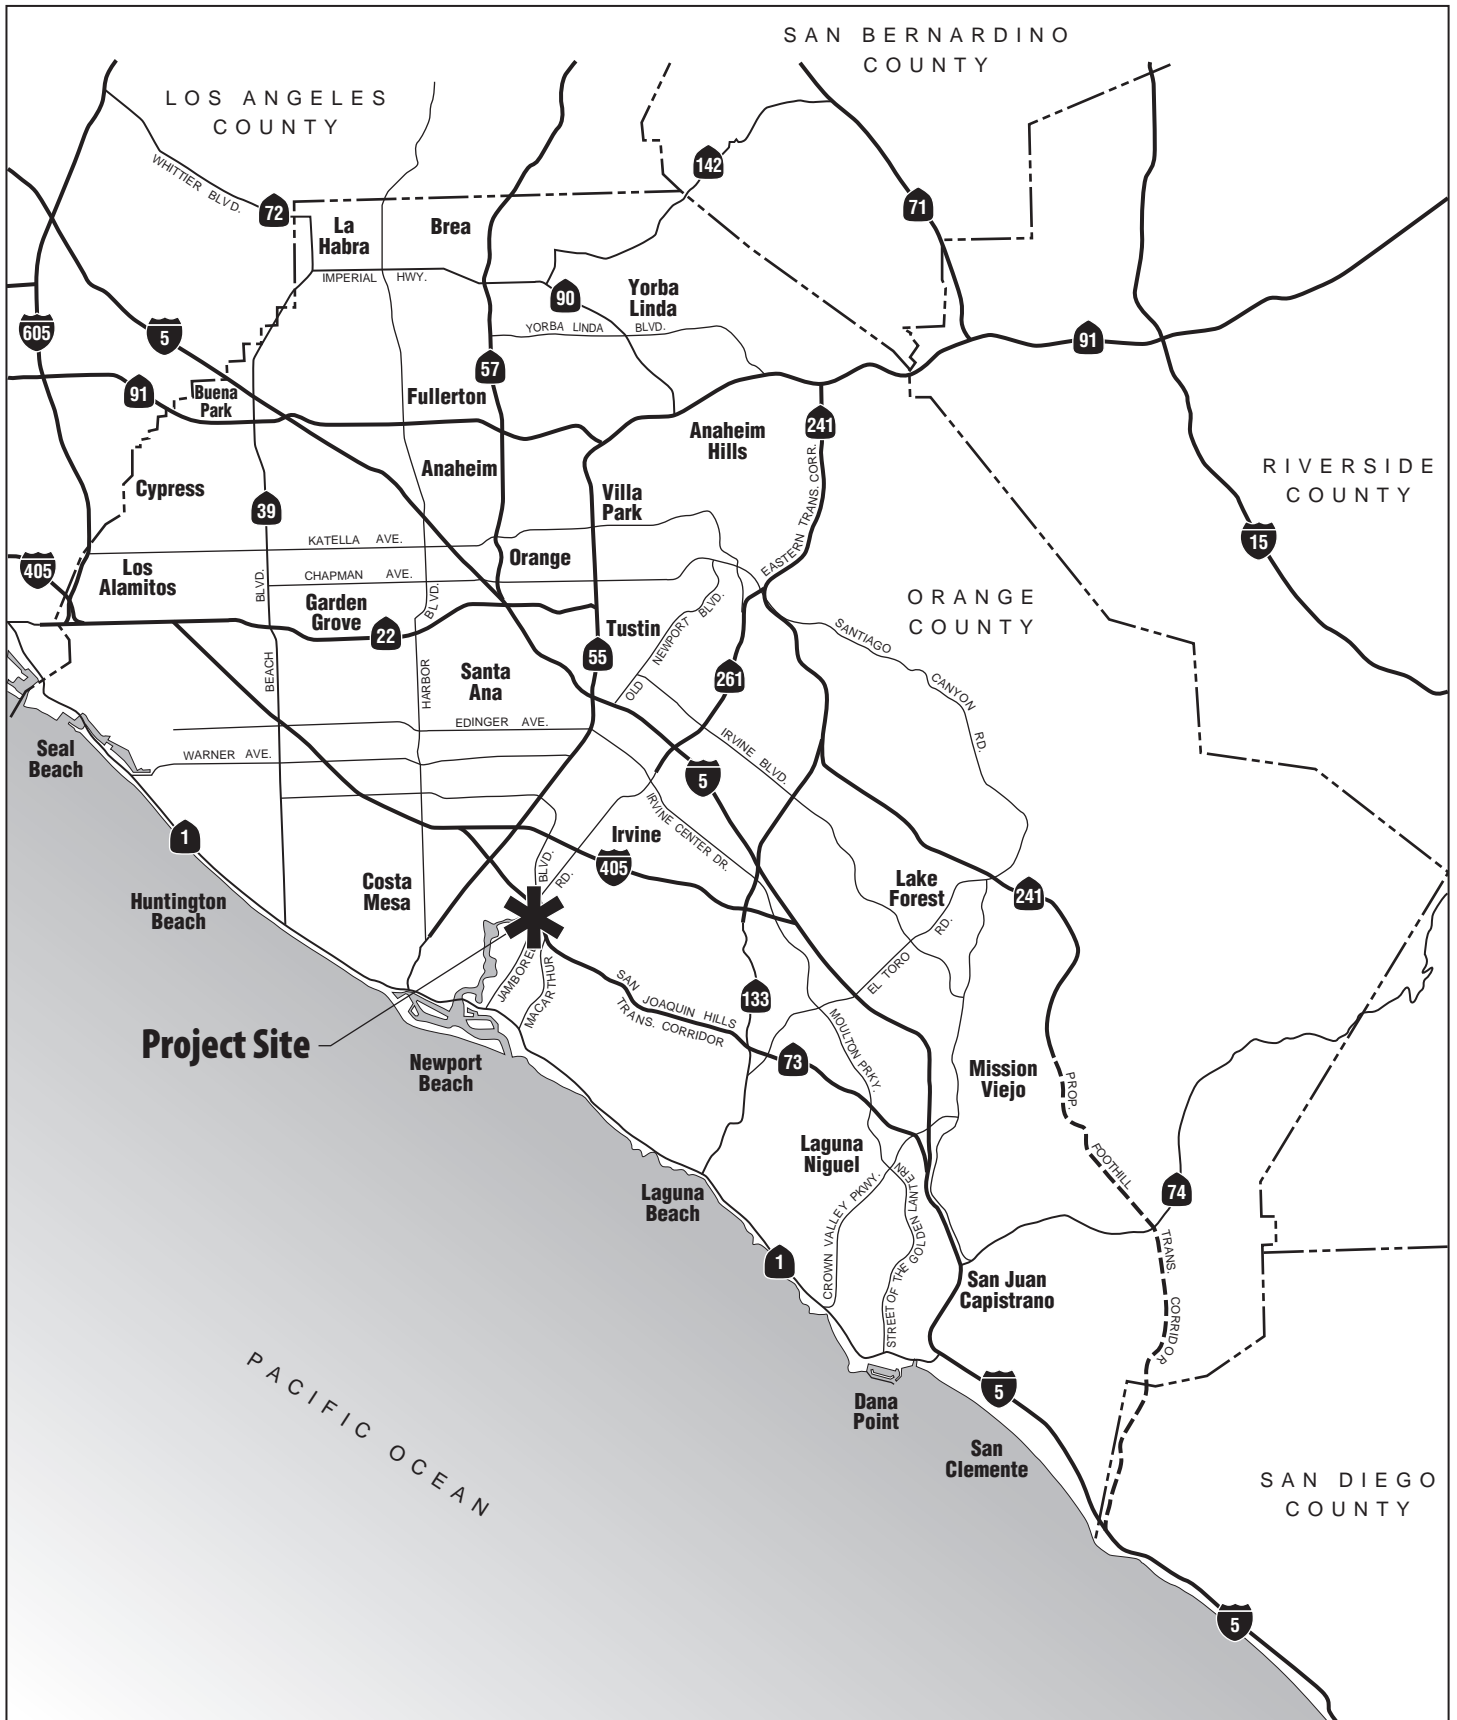 SAN BERNARDINO
COUNTY
LOS ANGELES
COUNTY
WHITTIER BLVD.
72
142
71
La
Habra
Brea
IMPERIAL HWY.
90
Yorba
Linda
YORBA LINDA BLVD.
605
5
91
57
91
Buena
Park
Fullerton
241
Anaheim
Hills
EASTERN TRANS. CORR.
RIVERSIDE
COUNTY
Anaheim
Cypress
39
Villa
Park
15
KATELLA AVE.
Orange
405
Los
Alamitos
CHAPMAN AVE.
Garden
Grove
22
BEACH BLVD.
HARBOR BLVD.
ORANGE
COUNTY
Tustin
55
OLD NEWPORT BLVD.
261
SANTIAGO CANYON RD.
Santa
Ana
EDINGER AVE.
WARNER AVE.
IRVINE BLVD.
5
Seal
Beach
1
IRVINE CENTER DR.
Irvine
405
Huntington
Beach
Costa
Mesa
Lake
Forest
241
JAMBOREE RD.
MACARTHUR BLVD.
EL TORO RD.
SAN JOAQUIN HILLS
TRANS. CORRIDOR
133
MOULTON PRKY.
Project Site
73
Newport
Beach
Mission
Viejo
PROP. FOOTHILL TRANS. CORRIDOR
Laguna
Niguel
74
Laguna
Beach
CROWN VALLEY PKWY.
STREET OF THE GOLDEN LANTERN
1
San Juan
Capistrano
5
Dana
Point
San
Clemente
PACIFIC OCEAN
SAN DIEGO
COUNTY
5